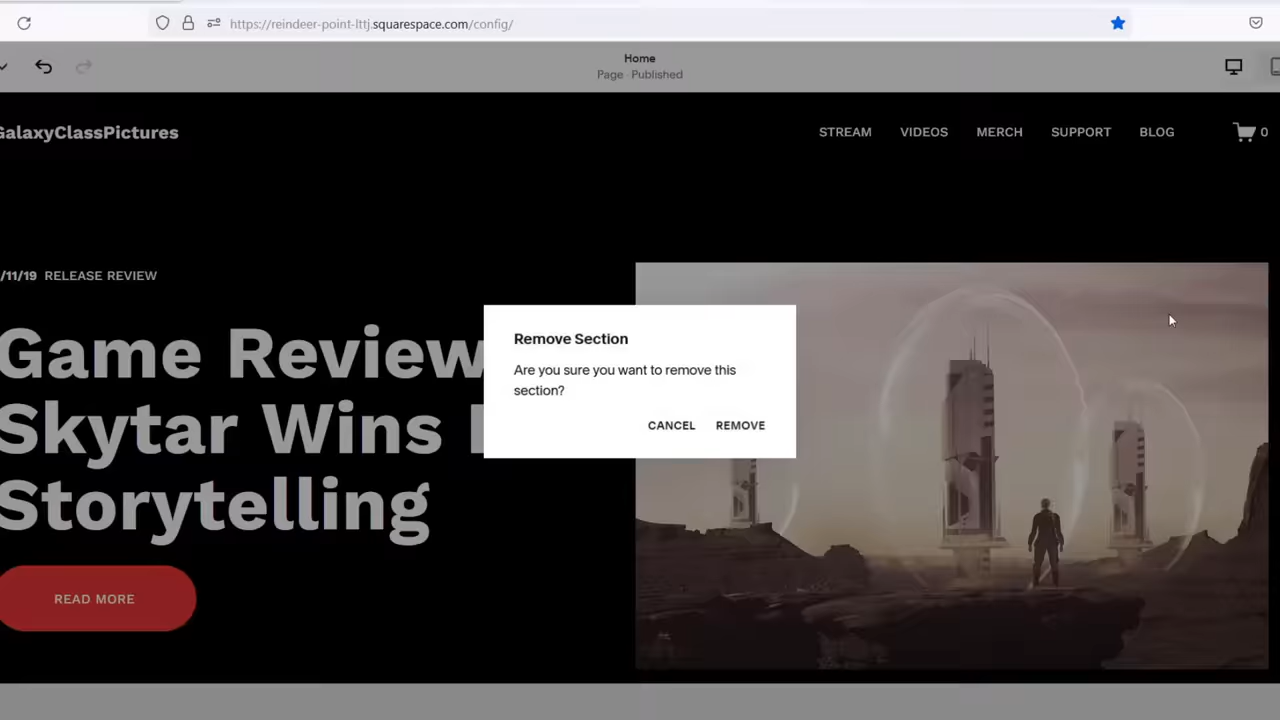 https://reindeer-point-lttj.squarespace.com/config/
Home
Page · Published
GalaxyClassPictures
STREAM VIDEOS MERCH SUPPORT BLOG 0
/11/19 RELEASE REVIEW
Game Review
Skytar Wins
Storytelling
READ MORE
Remove Section
Are you sure you want to remove this
section?
CANCEL REMOVE